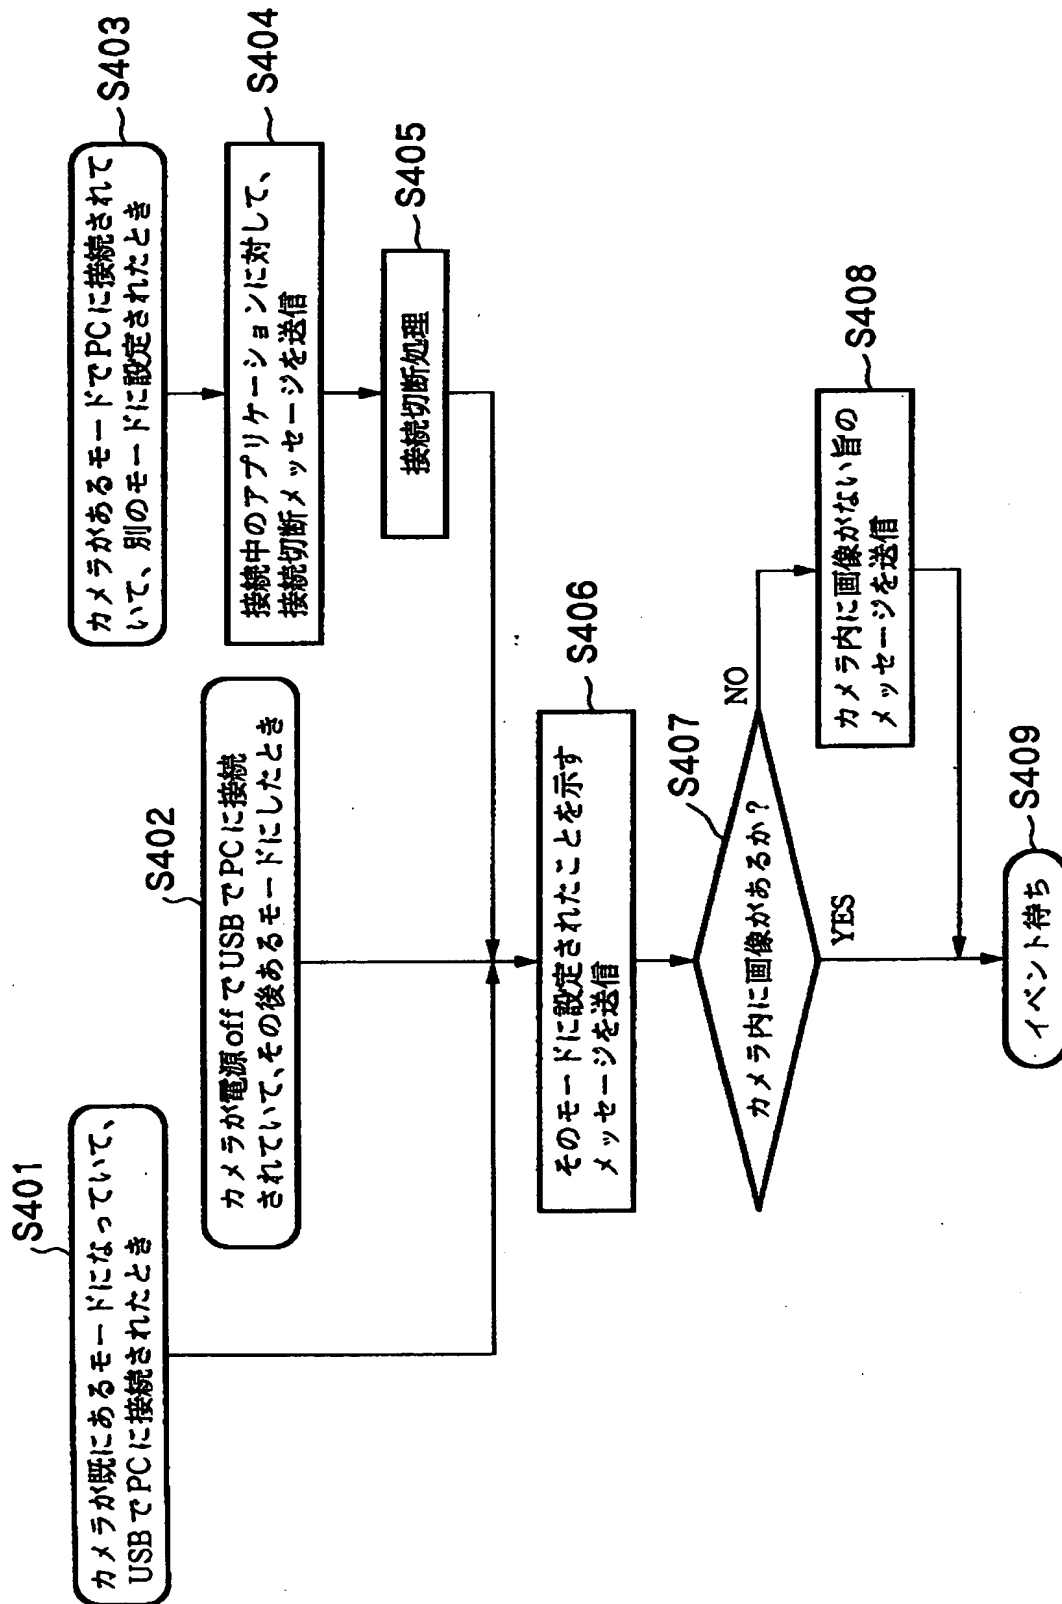 S401
カメラが既にあるモードになっていて、
USBでPCに接続されたとき
S402
カメラが電源offでUSBでPCに接続
されていて、その後あるモードにしたとき
S403
カメラがあるモードでPCに接続されて
いて、別のモードに設定されたとき
S404
接続中のアプリケーションに対して、
接続切断メッセージを送信
S405
接続切断処理
S406
そのモードに設定されたことを示す
メッセージを送信
S407
カメラ内に画像があるか?
NO
YES
S408
カメラ内に画像がない旨の
メッセージを送信
S409
イベント待ち